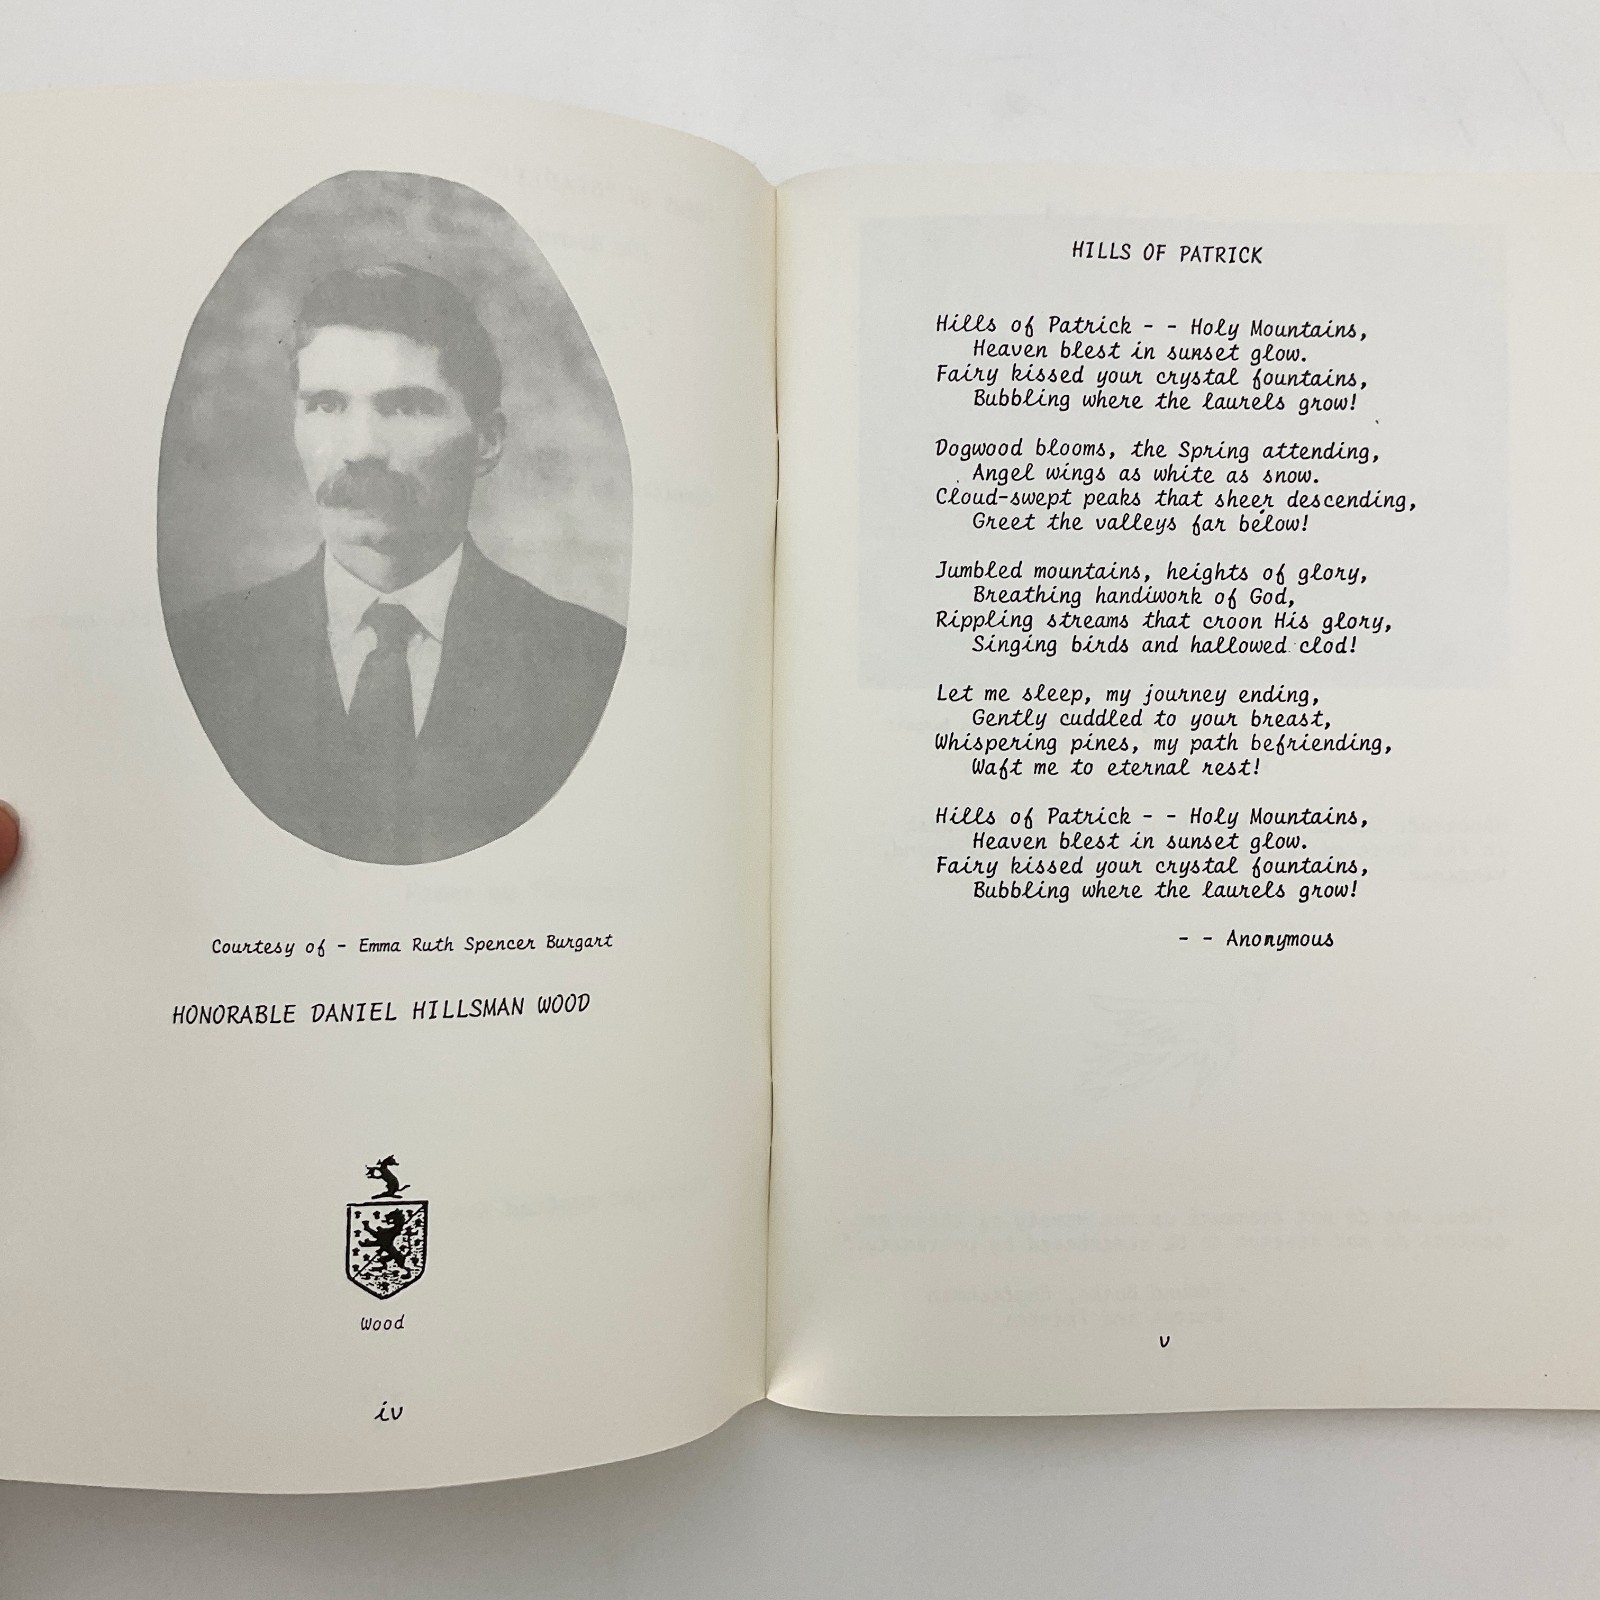 Courtesy of - Emma Ruth Spencer Burgart
HONORABLE DANIEL HILLSMAN WOOD
Wood
iv
HILLS OF PATRICK
Hills of Patrick - - Holy Mountains,
Heaven blest in sunset glow.
Fairy kissed your crystal fountains,
Bubbling where the laurels grow!
Dogwood blooms, the Spring attending,
Angel wings as white as snow.
Cloud-swept peaks that sheer descending,
Greet the valleys far below!
Jumbled mountains, heights of glory,
Breathing handiwork of God,
Rippling streams that croon His glory,
Singing birds and hallowed clod!
Let me sleep, my journey ending,
Gently cuddled to your breast,
Whispering pines, my path befriending,
Waft me to eternal rest!
Hills of Patrick - - Holy Mountains,
Heaven blest in sunset glow.
Fairy kissed your crystal fountains,
Bubbling where the laurels grow!
- - Anonymous
v